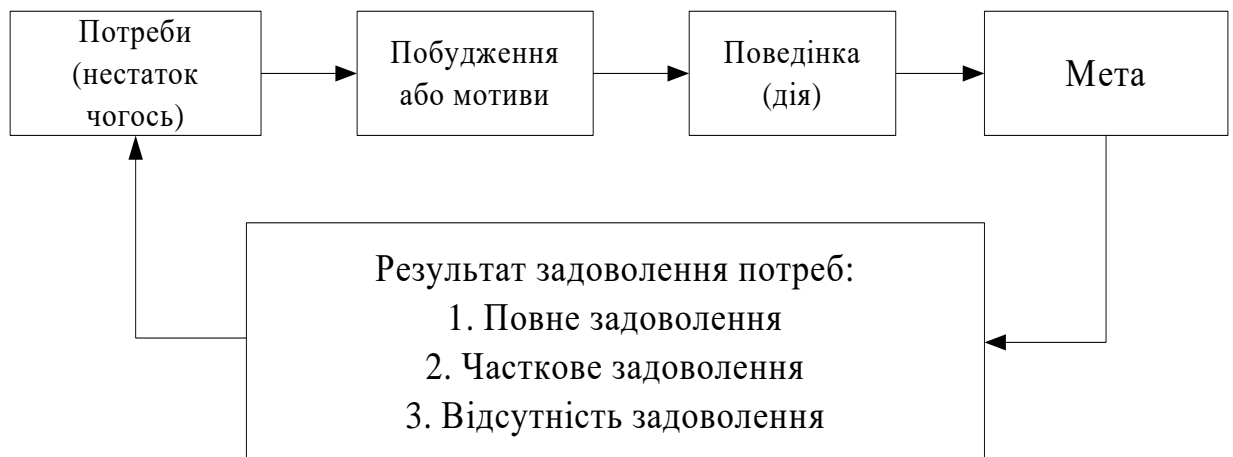 Потреби
(нестаток
чогось)
Побудження
або мотиви
Поведінка
(дія)
Мета
Результат задоволення потреб:
1. Повне задоволення
2. Часткове задоволення
3. Відсутність задоволення